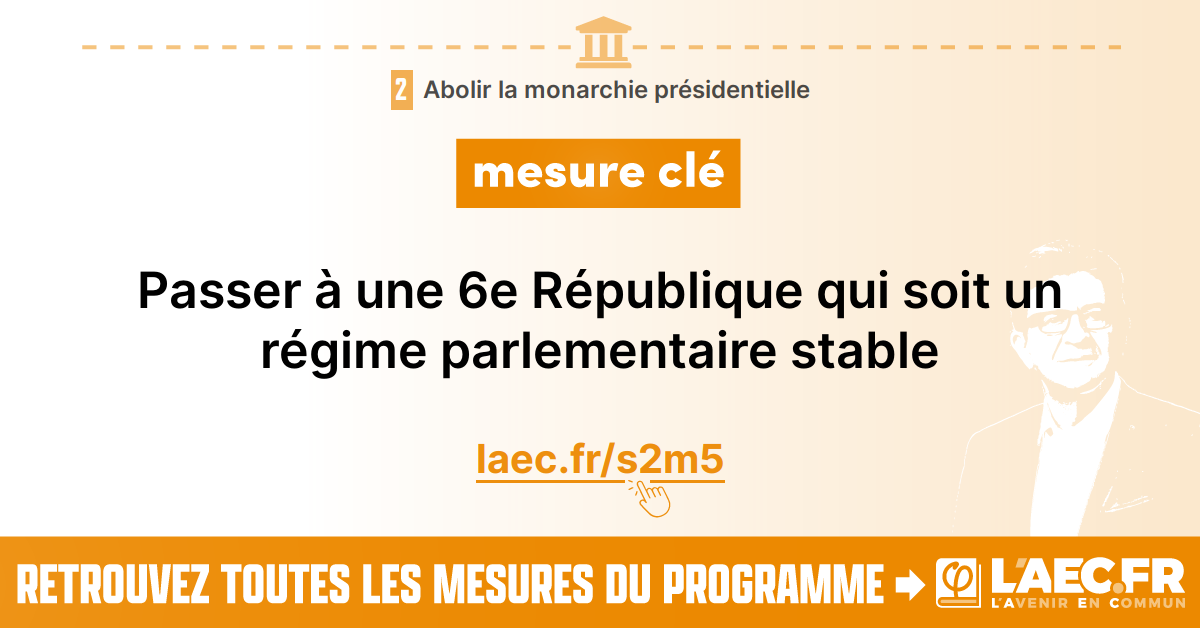 2 Abolir la monarchie présidentielle
mesure clé
Passer à une 6e République qui soit un
régime parlementaire stable
laec.fr/s2m5
RETROUVEZ TOUTES LES MESURES DU PROGRAMME
φ L'AEC.FR
L'AVENIR EN COMMUN